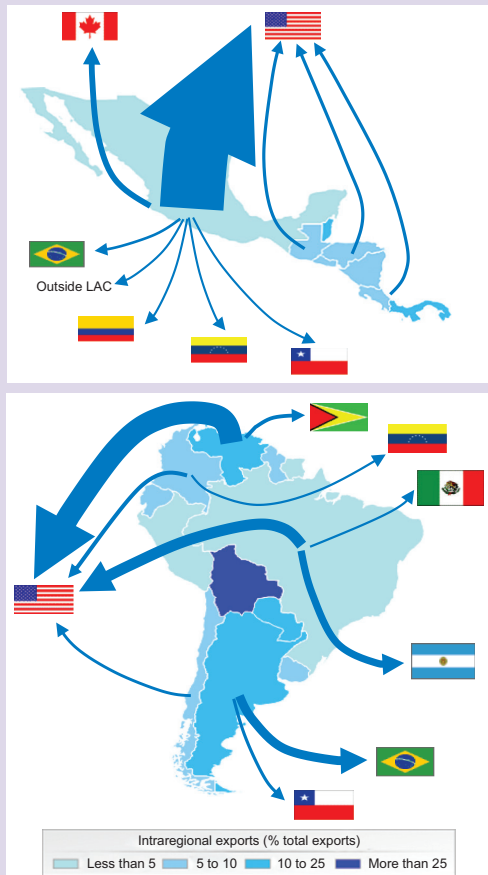 Outside LAC
Intraregional exports (% total exports)
Less than 5 5 to 10 10 to 25 More than 25